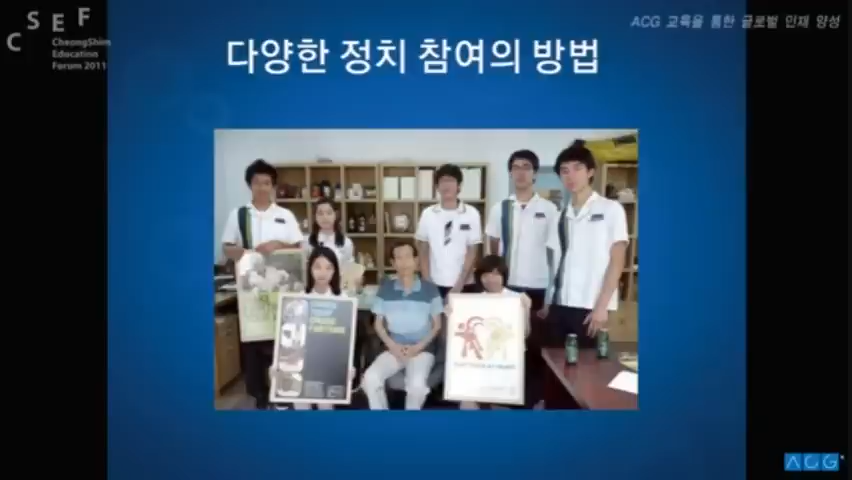 C S E F
CheongShim
Education
Forum 2011
ACG 교육을 통한 글로벌 인재 양성
다양한 정치 참여의 방법
ACG